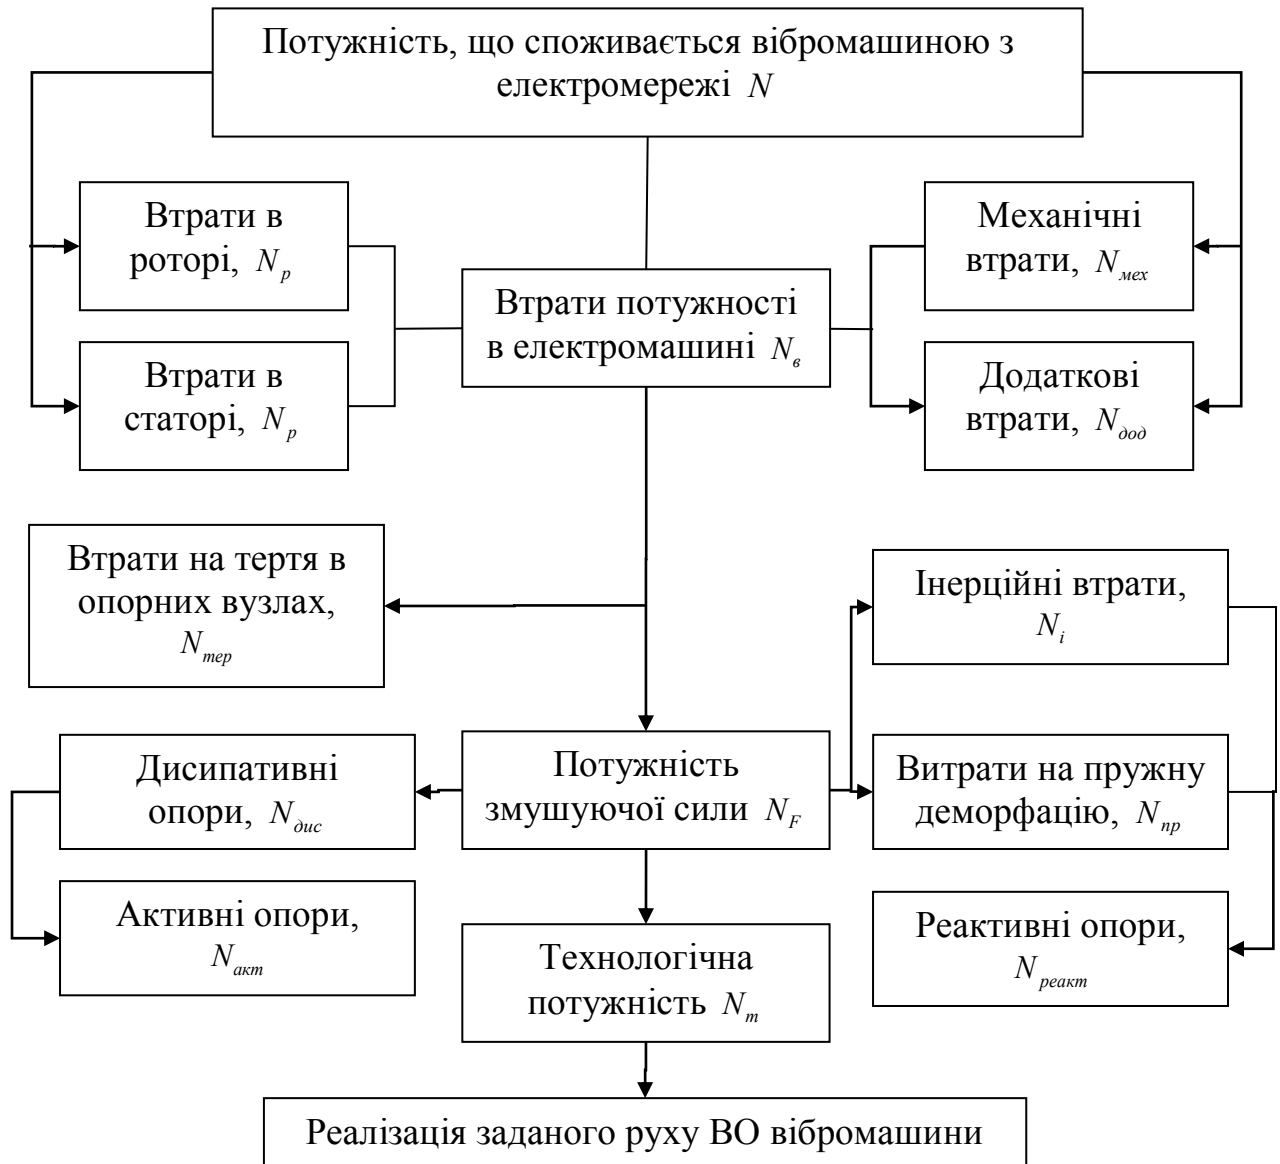 Потужність, що споживається вібромашиною з
електромережі N
Втрати в
роторі, N_р
Механічні
втрати, N_мех
Втрати потужності
в електромашині N_в
Втрати в
статорі, N_р
Додаткові
втрати, N_дод
Втрати на тертя в
опорних вузлах,
N_тер
Інерційні втрати,
N_і
Дисипативні
опори, N_дис
Потужність
змушуючої сили N_F
Витрати на пружну
деморфацію, N_пр
Активні опори,
N_акт
Технологічна
потужність N_т
Реактивні опори,
N_реакт
Реалізація заданого руху ВО вібромашини